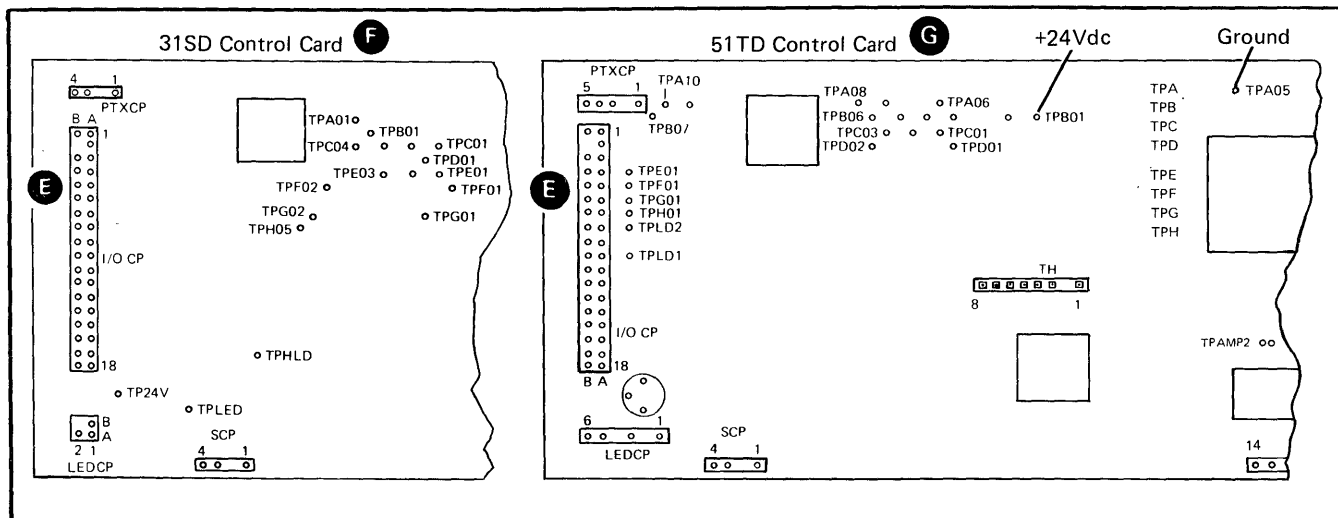 31SD Control Card F
4 1
PTXCP
B A
1
E
I/O CP
18
TPA01
TPB01
TPC04
TPC01
TPD01
TPE03
TPE01
TPF02
TPF01
TPG02
TPG01
TPH05
TPHLD
TP24V
TPLED
B
A
2 1
LEDCP
SCP
4 1
51TD Control Card G
+24Vdc
Ground
PTXCP
5 1
TPA10
TPB07
1
E
I/O CP
18
B A
TPE01
TPF01
TPG01
TPH01
TPLD2
TPLD1
TPA08
TPA06
TPB06
TPB01
TPC03
TPC01
TPD02
TPD01
TPA
TPB
TPC
TPD
TPE
TPF
TPG
TPH
TPA05
TH
8 1
TPAMP2
6 1
LEDCP
SCP
4 1
14